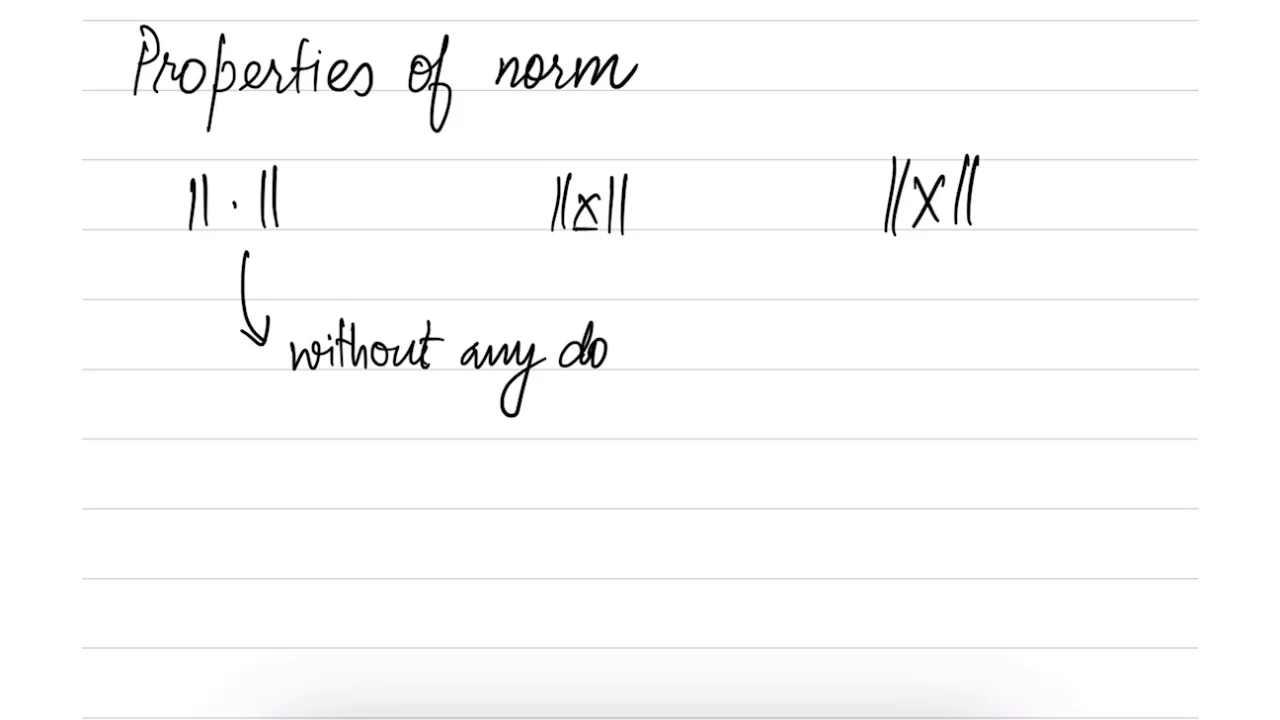 Properties of norm
|| . || ||x|| ||X||
without any do